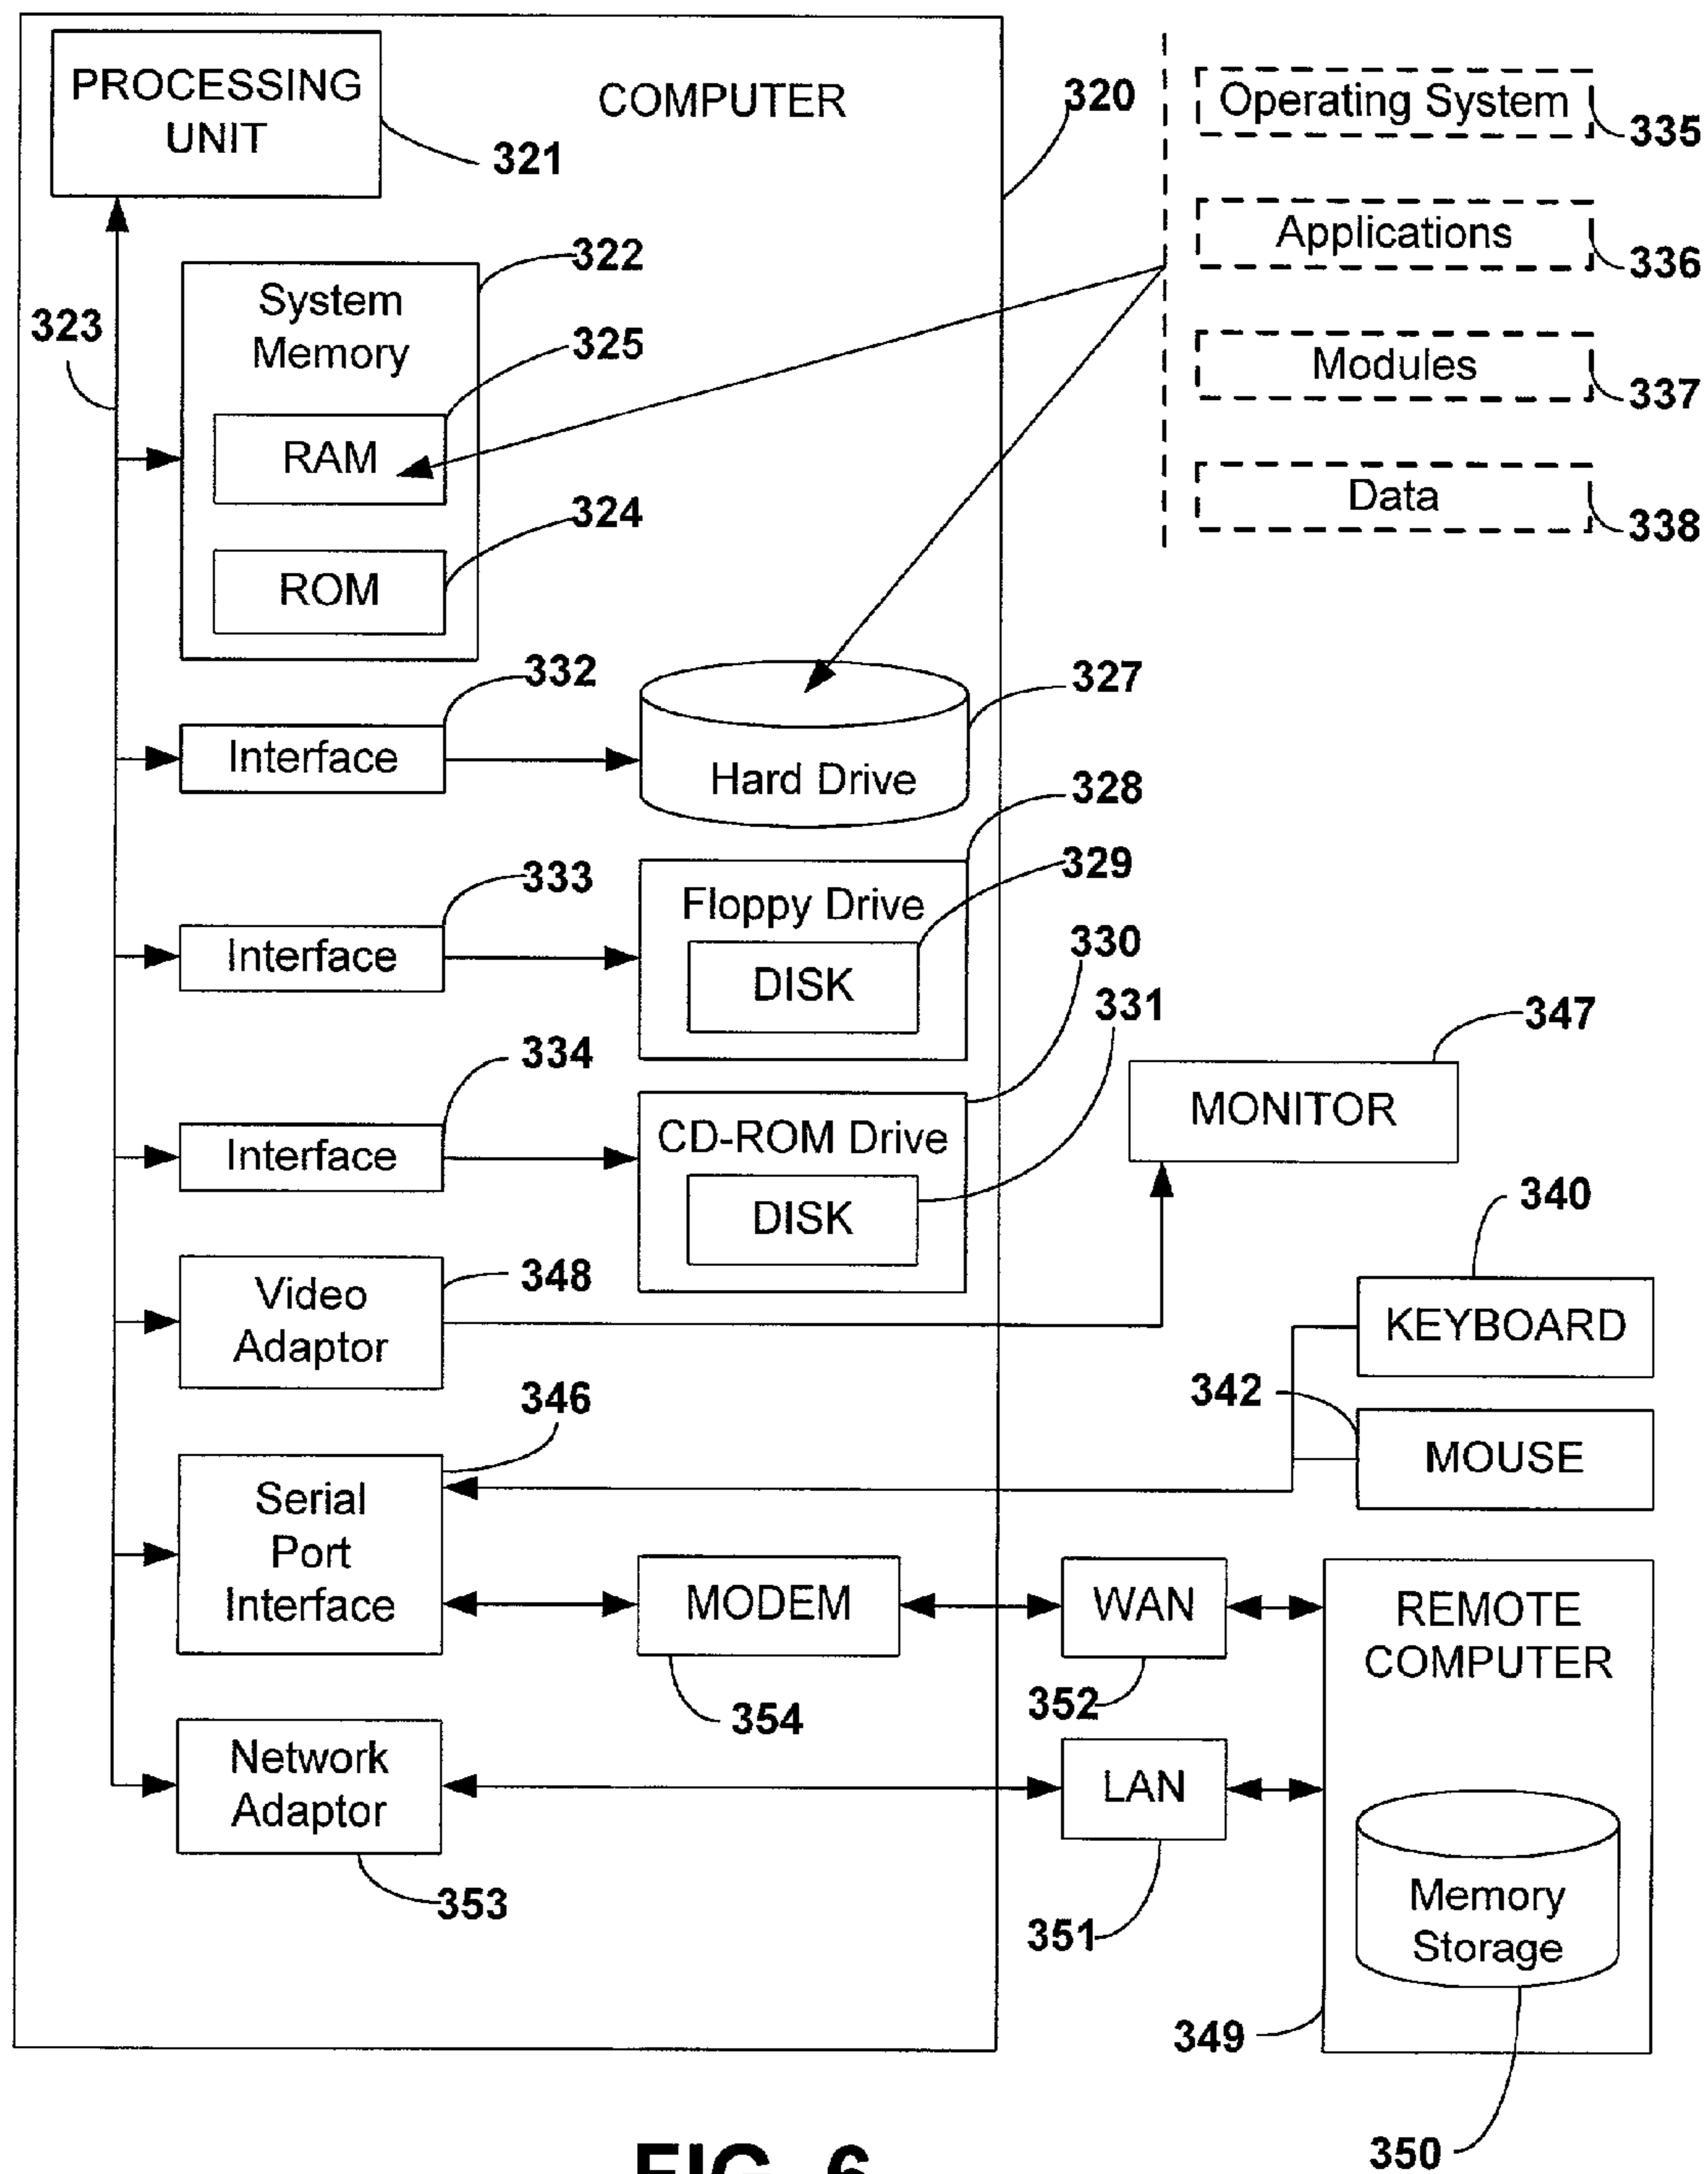 PROCESSING
UNIT
321
COMPUTER
320
Operating System
335
Applications
336
Modules
337
Data
338
323
System
Memory
322
RAM
325
ROM
324
Interface
332
Hard Drive
327
Interface
333
Floppy Drive
328
DISK
329
Interface
334
CD-ROM Drive
330
DISK
331
MONITOR
347
Video
Adaptor
348
KEYBOARD
340
MOUSE
342
Serial
Port
Interface
346
MODEM
354
WAN
352
REMOTE
COMPUTER
349
Network
Adaptor
353
LAN
351
Memory
Storage
350
FIG. 6